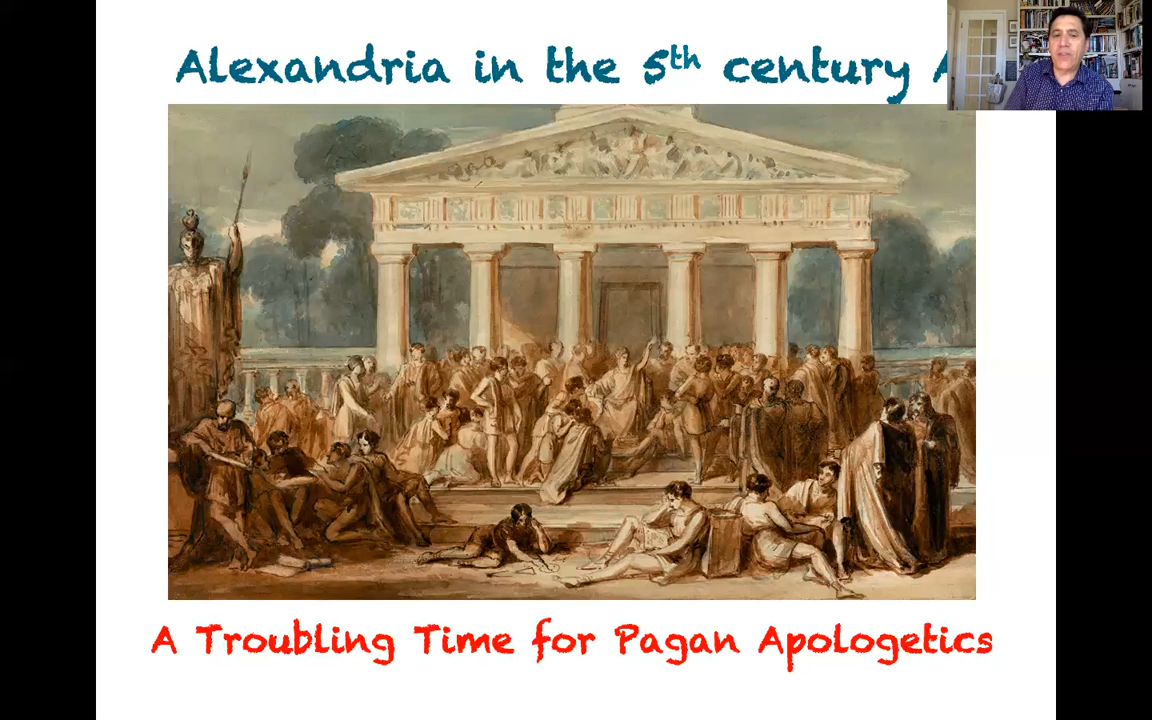 Alexandria in the 5th century
A Troubling Time for Pagan Apologetics